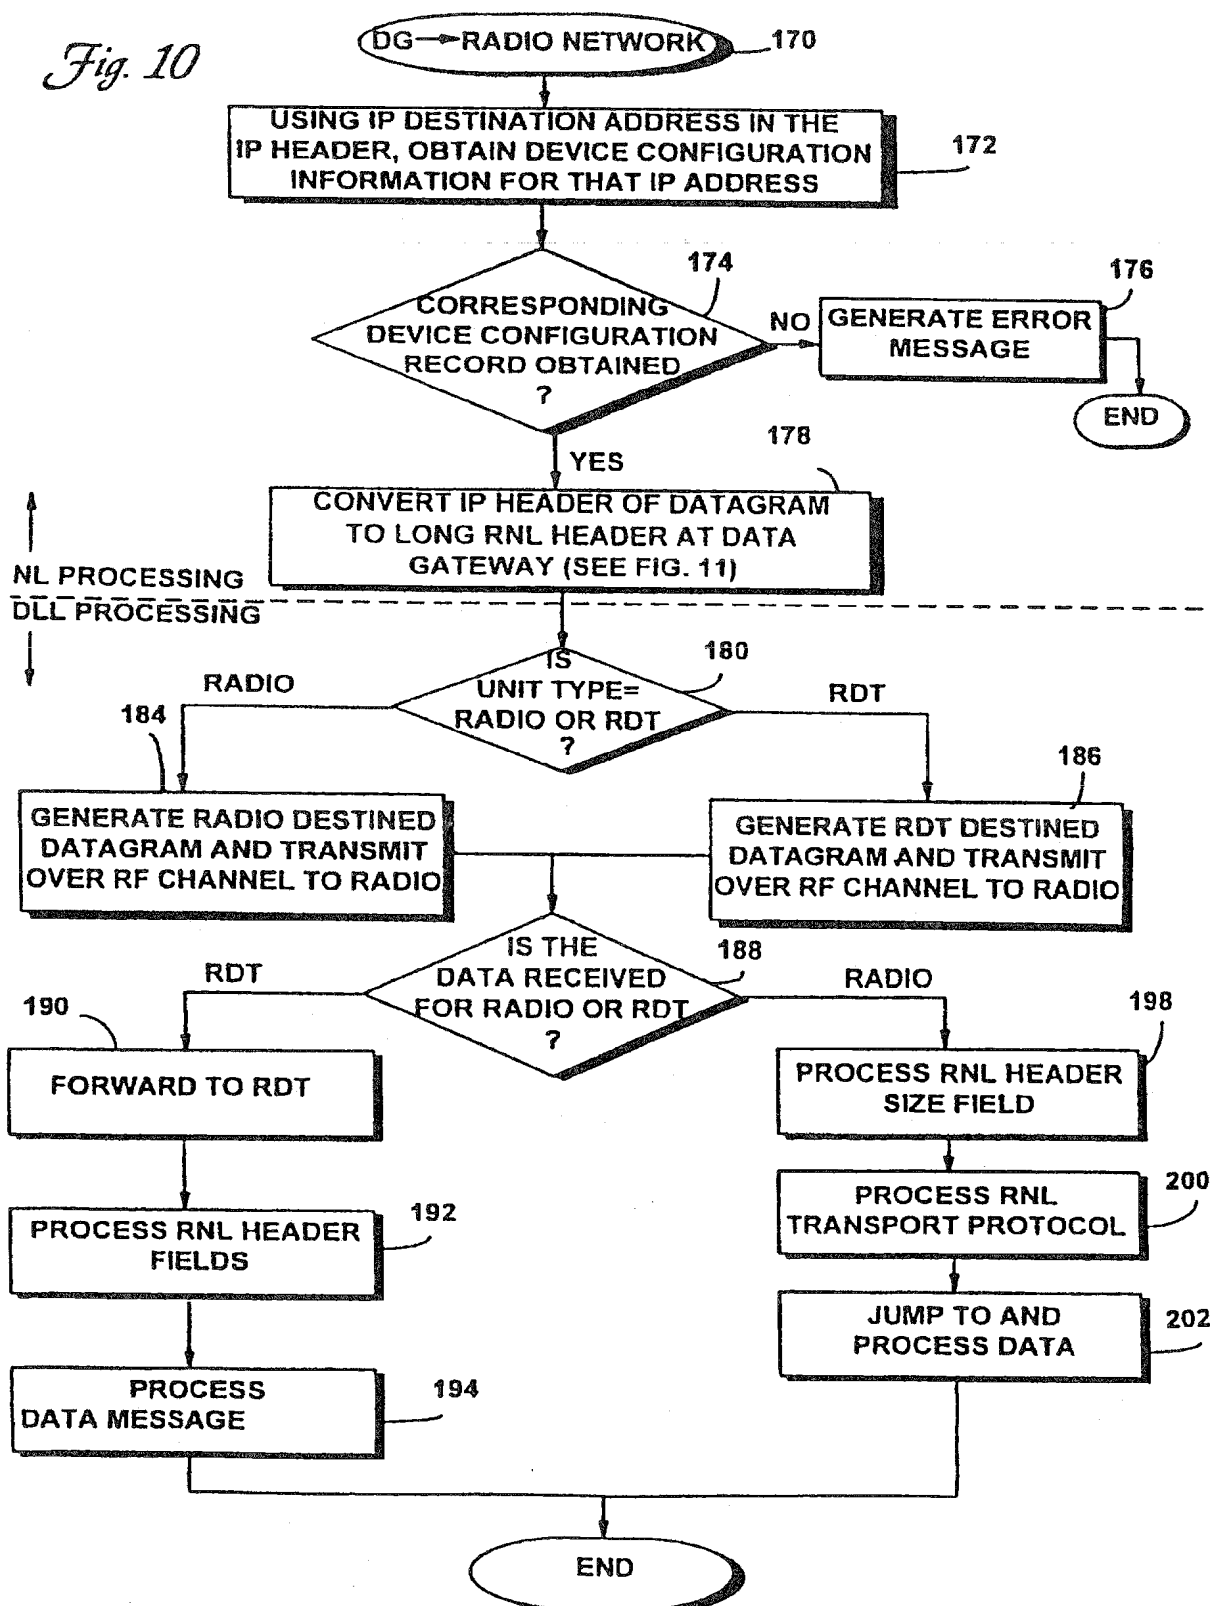 Fig. 10
DG→RADIO NETWORK
170
USING IP DESTINATION ADDRESS IN THE
IP HEADER, OBTAIN DEVICE CONFIGURATION
INFORMATION FOR THAT IP ADDRESS
172
174
CORRESPONDING
DEVICE CONFIGURATION
RECORD OBTAINED
?
NO
176
GENERATE ERROR
MESSAGE
END
YES
178
CONVERT IP HEADER OF DATAGRAM
TO LONG RNL HEADER AT DATA
GATEWAY (SEE FIG. 11)
NL PROCESSING
DLL PROCESSING
IS
UNIT TYPE=
RADIO OR RDT
?
180
RADIO
RDT
184
GENERATE RADIO DESTINED
DATAGRAM AND TRANSMIT
OVER RF CHANNEL TO RADIO
186
GENERATE RDT DESTINED
DATAGRAM AND TRANSMIT
OVER RF CHANNEL TO RADIO
IS THE
DATA RECEIVED
FOR RADIO OR RDT
?
188
RDT
RADIO
190
FORWARD TO RDT
198
PROCESS RNL HEADER
SIZE FIELD
PROCESS RNL HEADER
FIELDS
192
PROCESS RNL
TRANSPORT PROTOCOL
200
PROCESS
DATA MESSAGE
194
JUMP TO AND
PROCESS DATA
202
END